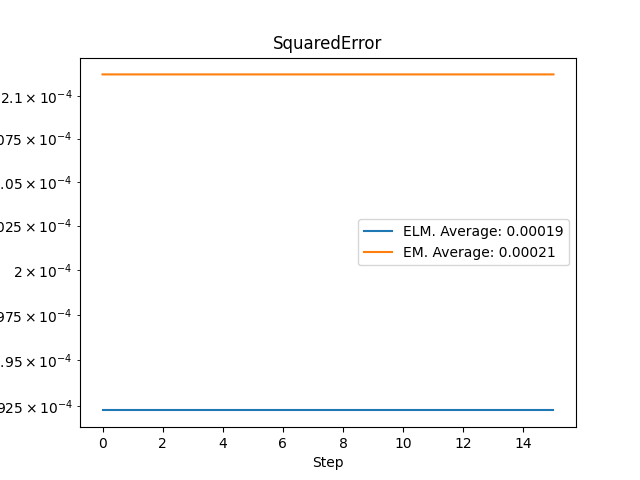 SquaredError
2.1 × 10⁻⁴
075 × 10⁻⁴
.05 × 10⁻⁴
025 × 10⁻⁴
2 × 10⁻⁴
975 × 10⁻⁴
.95 × 10⁻⁴
925 × 10⁻⁴
ELM. Average: 0.00019
EM. Average: 0.00021
0 2 4 6 8 10 12 14
Step